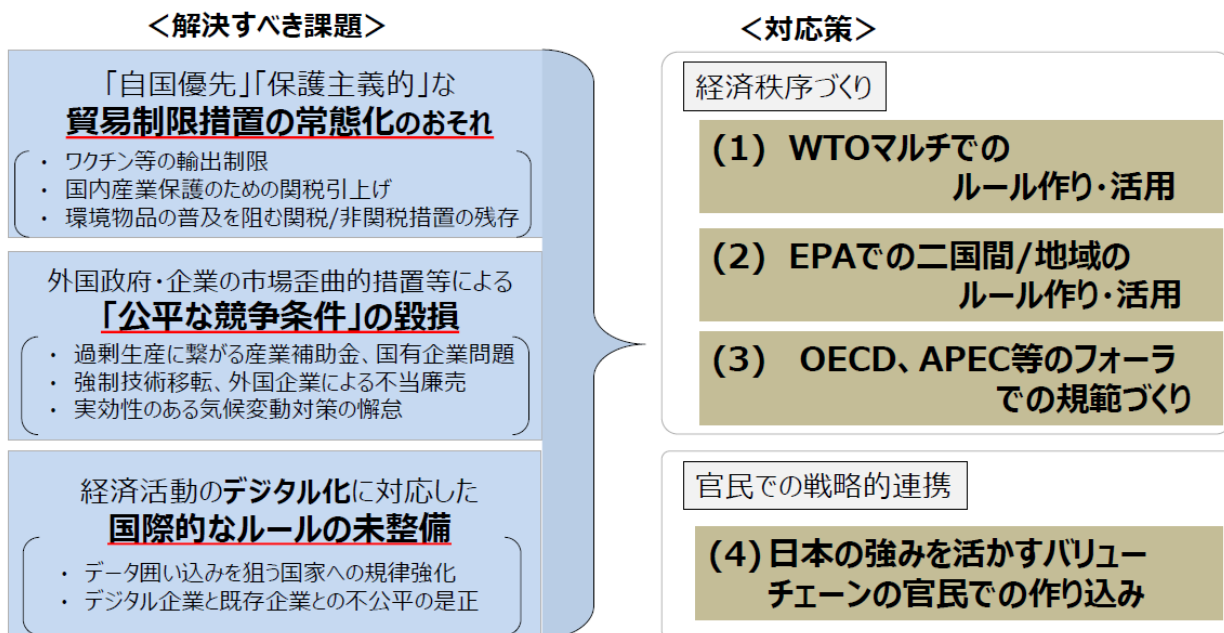 ＜解決すべき課題＞
「自国優先」「保護主義的」な
貿易制限措置の常態化のおそれ
・ ワクチン等の輸出制限
・ 国内産業保護のための関税引上げ
・ 環境物品の普及を阻む関税/非関税措置の残存
外国政府・企業の市場歪曲的措置等による
「公平な競争条件」の毀損
・ 過剰生産に繋がる産業補助金、国有企業問題
・ 強制技術移転、外国企業による不当廉売
・ 実効性のある気候変動対策の懈怠
経済活動のデジタル化に対応した
国際的なルールの未整備
・ データ囲い込みを狙う国家への規律強化
・ デジタル企業と既存企業との不公平の是正
＜対応策＞
経済秩序づくり
(1) WTOマルチでの
ルール作り・活用
(2) EPAでの二国間/地域の
ルール作り・活用
(3) OECD、APEC等のフォーラ
での規範づくり
官民での戦略的連携
(4) 日本の強みを活かすバリュー
チェーンの官民での作り込み